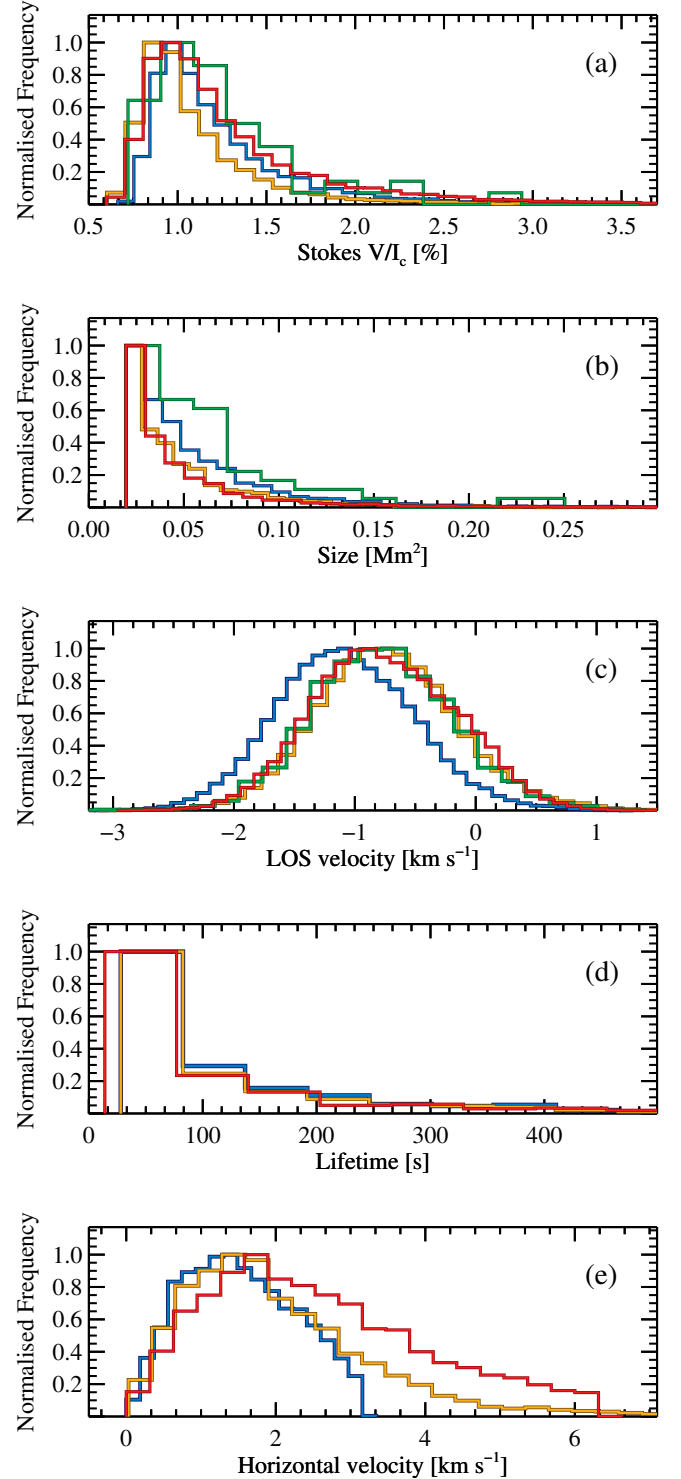 Normalised Frequency
1.0
0.8
0.6
0.4
0.2
(a)
0.5 1.0 1.5 2.0 2.5 3.0 3.5
Stokes V/I_c [%]
Normalised Frequency
1.0
0.8
0.6
0.4
0.2
(b)
0.00 0.05 0.10 0.15 0.20 0.25
Size [Mm²]
Normalised Frequency
1.0
0.8
0.6
0.4
0.2
(c)
−3 −2 −1 0 1
LOS velocity [km s⁻¹]
Normalised Frequency
1.0
0.8
0.6
0.4
0.2
(d)
0 100 200 300 400
Lifetime [s]
Normalised Frequency
1.0
0.8
0.6
0.4
0.2
(e)
0 2 4 6
Horizontal velocity [km s⁻¹]